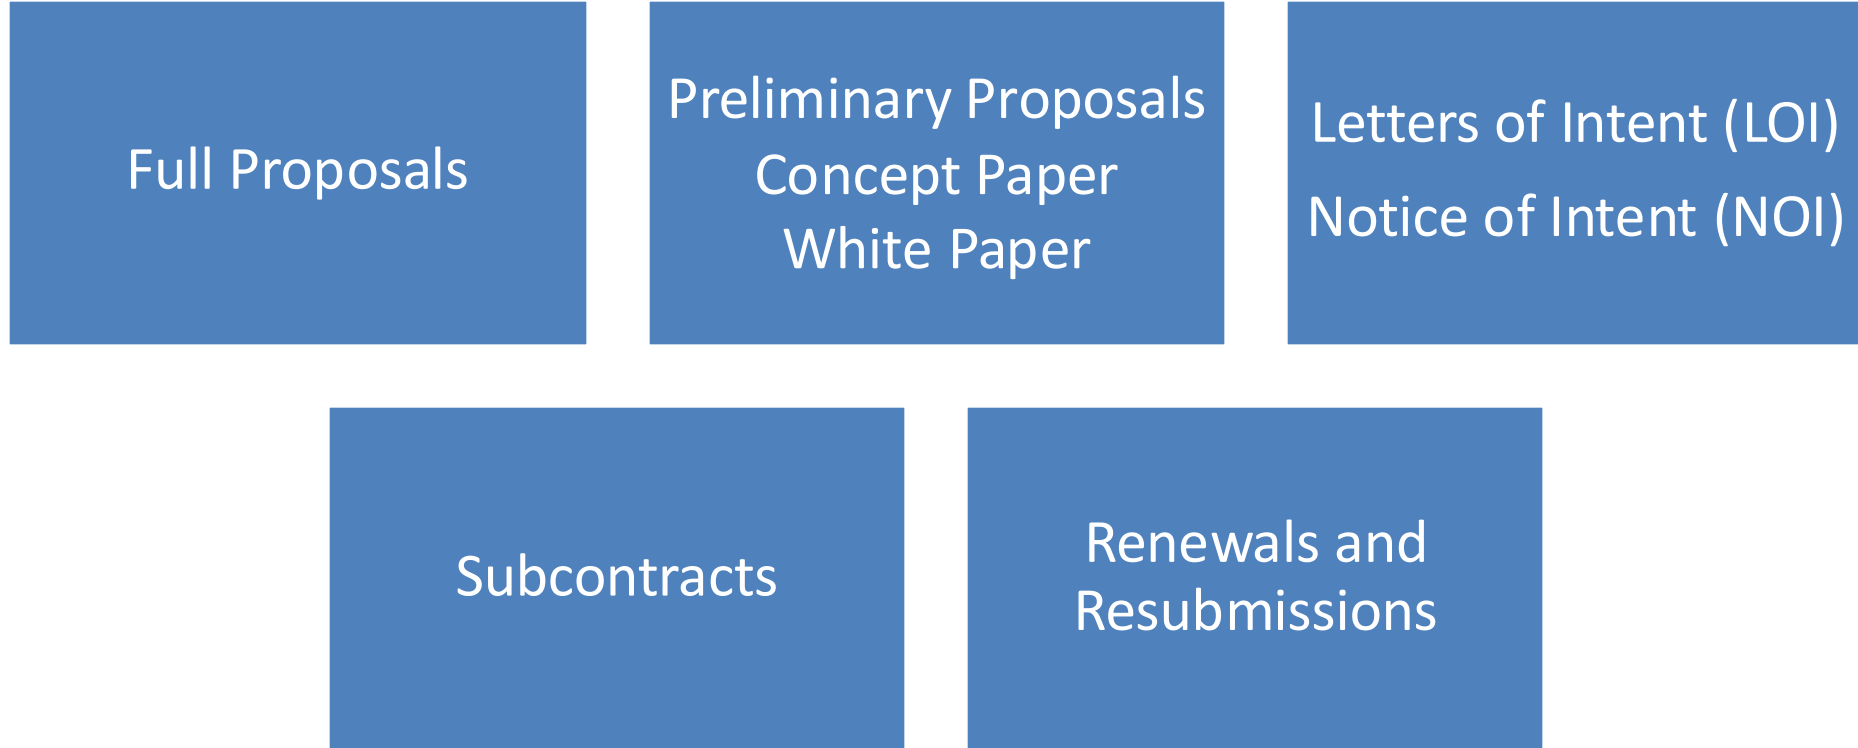 Full Proposals
Preliminary Proposals
Concept Paper
White Paper
Letters of Intent (LOI)
Notice of Intent (NOI)
Subcontracts
Renewals and
Resubmissions